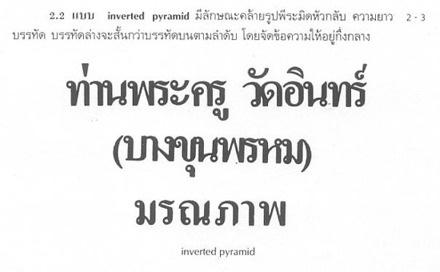 2.2 แบบ inverted pyramid มีลักษณะคล้ายรูปพีระมิดหัวกลับ ความยาว 2 - 3
บรรทัด บรรทัดล่างจะสั้นกว่าบรรทัดบนตามลำดับ โดยจัดข้อความให้อยู่กึ่งกลาง
ท่านพระครู วัดอินทร์
(บางขุนพรหม)
มรณภาพ
inverted pyramid